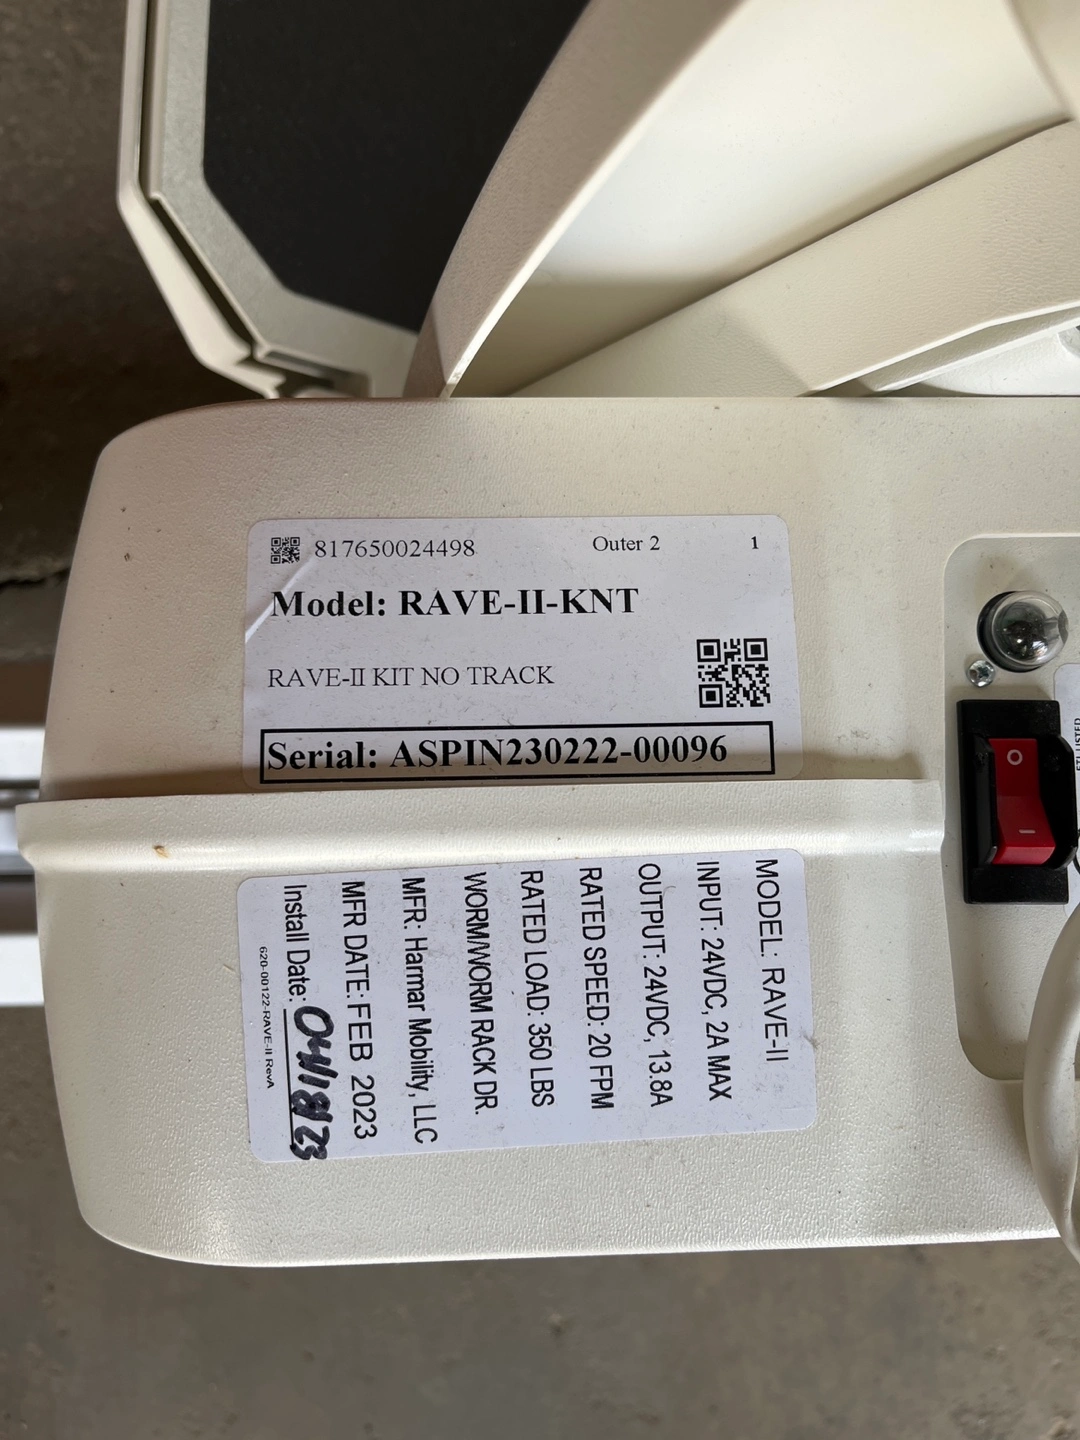 817650024498 Outer 2 1
Model: RAVE-II-KNT
RAVE-II KIT NO TRACK
Serial: ASPIN230222-00096
O
I
MODEL: RAVE-II
INPUT: 24VDC, 2A MAX
OUTPUT: 24VDC, 13.8A
RATED SPEED: 20 FPM
RATED LOAD: 350 LBS
WORM/WORM RACK DR.
MFR: Harmar Mobility, LLC
MFR DATE: FEB 2023
Install Date: 04/18/23
620-00122-RAVE-II RevA